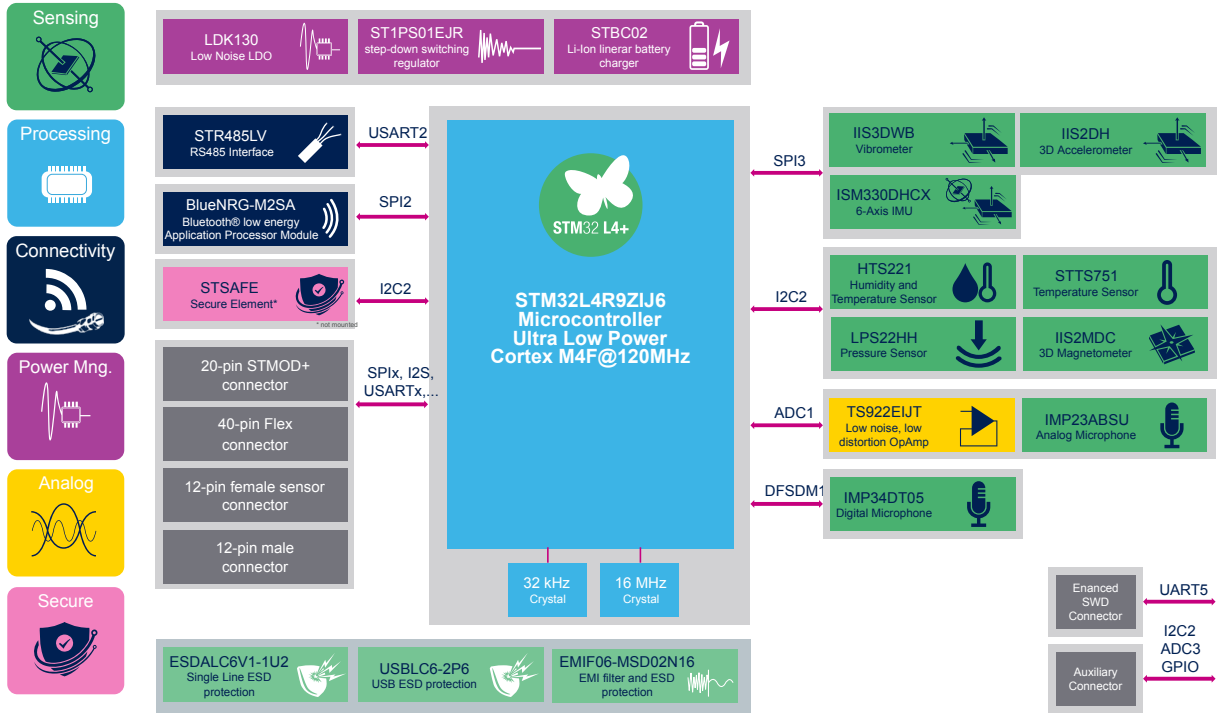 Sensing
Processing
Connectivity
Power Mng.
Analog
Secure
LDK130
Low Noise LDO
ST1PS01EJR
step-down switching
regulator
STBC02
Li-Ion linerar battery
charger
STR485LV
RS485 Interface
USART2
BlueNRG-M2SA
Bluetooth® low energy
Application Processor Module
SPI2
STSAFE
Secure Element*
* not mounted
I2C2
20-pin STMOD+
connector
40-pin Flex
connector
12-pin female sensor
connector
12-pin male
connector
SPIx, I2S,
USARTx,...
STM32 L4+
STM32L4R9ZIJ6
Microcontroller
Ultra Low Power
Cortex M4F@120MHz
32 kHz
Crystal
16 MHz
Crystal
SPI3
IIS3DWB
Vibrometer
IIS2DH
3D Accelerometer
ISM330DHCX
6-Axis IMU
I2C2
HTS221
Humidity and
Temperature Sensor
STTS751
Temperature Sensor
LPS22HH
Pressure Sensor
IIS2MDC
3D Magnetometer
ADC1
TS922EIJT
Low noise, low
distortion OpAmp
IMP23ABSU
Analog Microphone
DFSDM1
IMP34DT05
Digital Microphone
Enanced
SWD
Connector
UART5
Auxiliary
Connector
I2C2
ADC3
GPIO
ESDALC6V1-1U2
Single Line ESD
protection
USBLC6-2P6
USB ESD protection
EMIF06-MSD02N16
EMI filter and ESD
protection